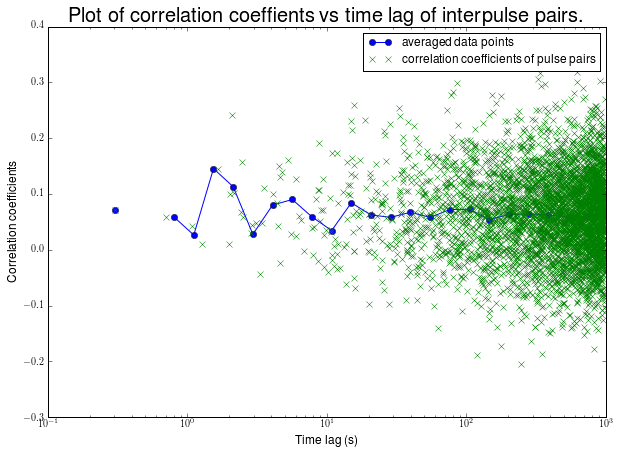 Plot of correlation coeffients vs time lag of interpulse pairs.
averaged data points
correlation coefficients of pulse pairs
Correlation coefficients
0.4
0.3
0.2
0.1
0.0
−0.1
−0.2
−0.3
10⁻¹ 10⁰ 10¹ 10² 10³
Time lag (s)